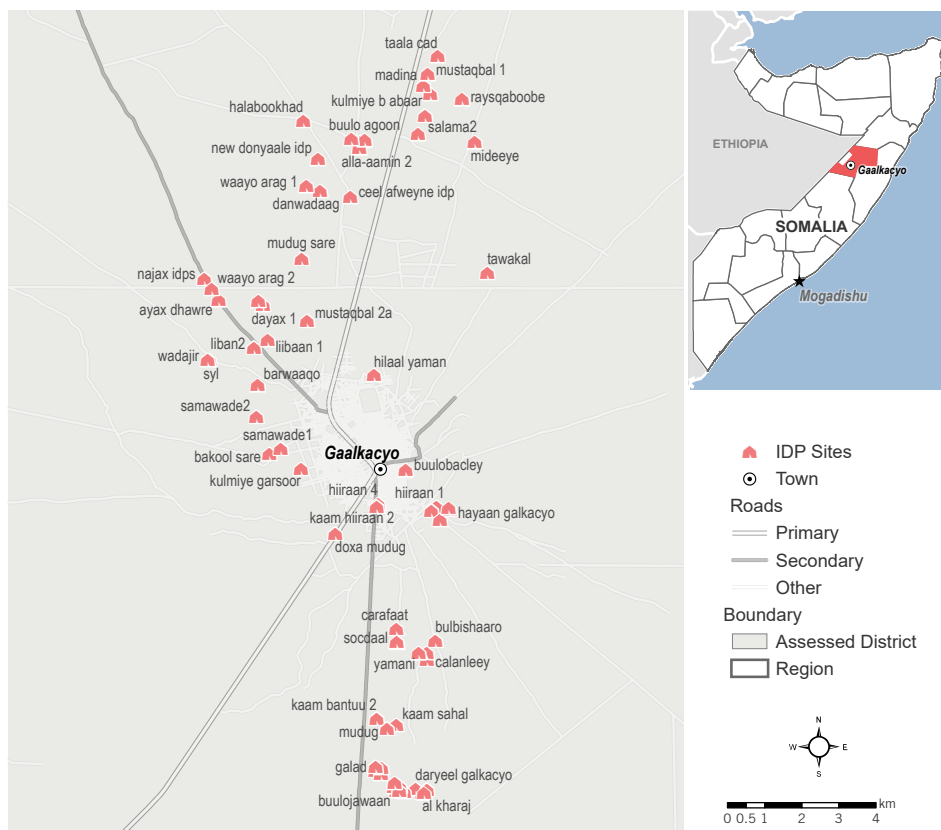 taala cad
madina
mustaqbal 1
kulmiye b abaar
raysqaboobe
halabookhad
buulo agoon
salama2
new donyaale idp
alla-aamin 2
mideeye
waayo arag 1
danwadaag
ceel afweyne idp
mudug sare
tawakal
najax idps
waayo arag 2
ayax dhawre
dayax 1
mustaqbal 2a
liban2
liibaan 1
wadajir
syl
barwaaqo
hilaal yaman
samawade2
samawade1
bakool sare
Gaalkacyo
kulmiye garsoor
buulobacley
hiiraan 4
hiiraan 1
kaam hiiraan 2
hayaan galkacyo
doxa mudug
carafaat
socdaal
bulbishaaro
yamani
calanleey
kaam bantuu 2
kaam sahal
mudug
galad
daryeel galkacyo
buulojawaan
al kharaj
ETHIOPIA
Gaalkacyo
SOMALIA
Mogadishu
IDP Sites
Town
Roads
Primary
Secondary
Other
Boundary
Assessed District
Region
N
W E
S
km
0 0.5 1 2 3 4